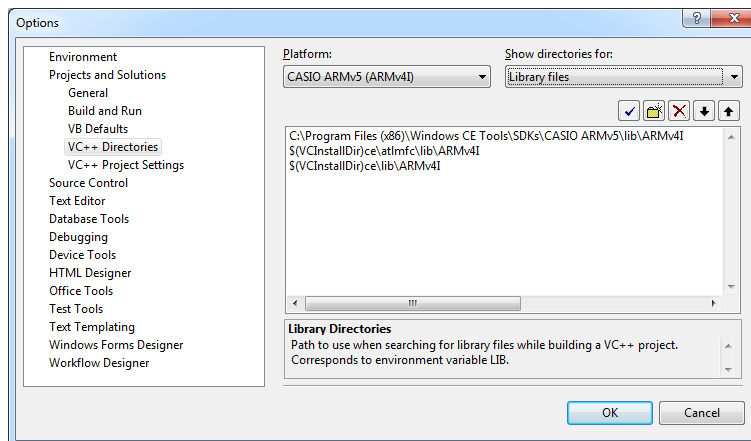 Options
Environment
Projects and Solutions
General
Build and Run
VB Defaults
VC++ Directories
VC++ Project Settings
Source Control
Text Editor
Database Tools
Debugging
Device Tools
HTML Designer
Office Tools
Test Tools
Text Templating
Windows Forms Designer
Workflow Designer
Platform:
CASIO ARMv5 (ARMv4I)
Show directories for:
Library files
C:\Program Files (x86)\Windows CE Tools\SDKs\CASIO ARMv5\lib\ARMv4I
$(VCInstallDir)ce\atlmfc\lib\ARMv4I
$(VCInstallDir)ce\lib\ARMv4I
Library Directories
Path to use when searching for library files while building a VC++ project.
Corresponds to environment variable LIB.
OK
Cancel